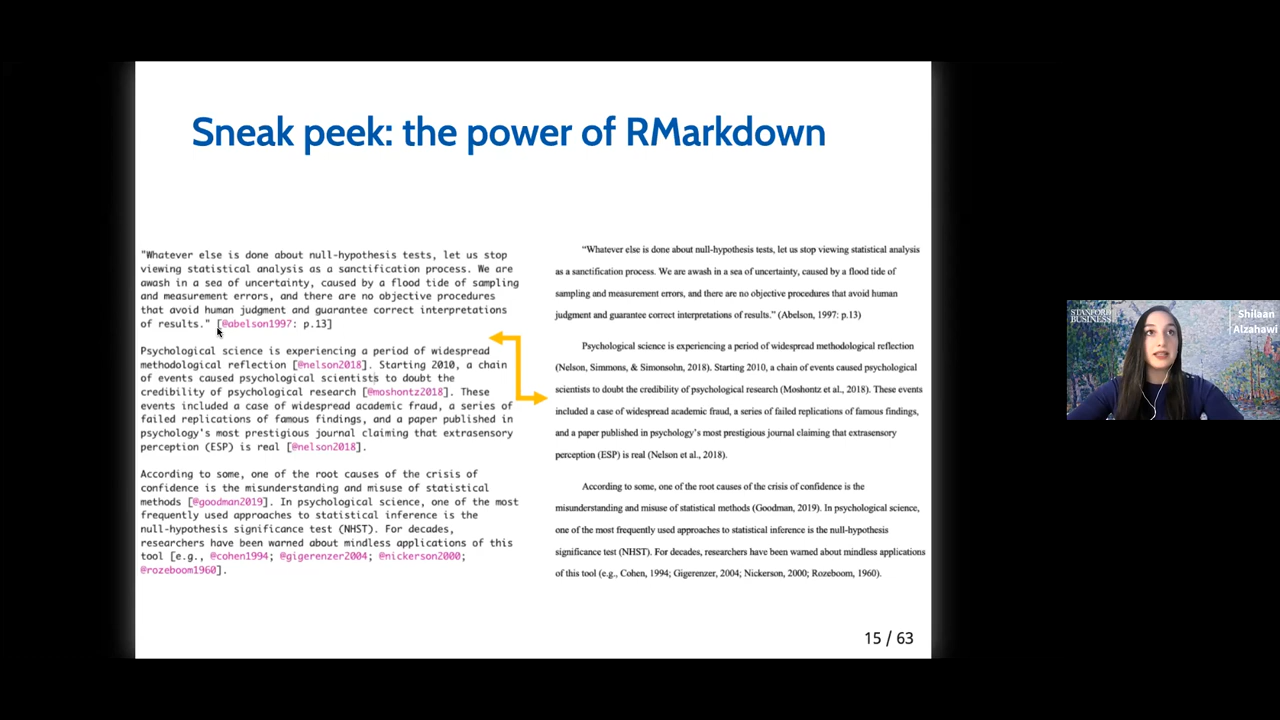 Sneak peek: the power of RMarkdown
"Whatever else is done about null-hypothesis tests, let us stop
viewing statistical analysis as a sanctification process. We are
awash in a sea of uncertainty, caused by a flood tide of sampling
and measurement errors, and there are no objective procedures
that avoid human judgment and guarantee correct interpretations
of results." [@abelson1997: p.13]
Psychological science is experiencing a period of widespread
methodological reflection [@nelson2018]. Starting 2010, a chain
of events caused psychological scientists to doubt the
credibility of psychological research [@moshontz2018]. These
events included a case of widespread academic fraud, a series of
failed replications of famous findings, and a paper published in
psychology's most prestigious journal claiming that extrasensory
perception (ESP) is real [@nelson2018].
According to some, one of the root causes of the crisis of
confidence is the misunderstanding and misuse of statistical
methods [@goodman2019]. In psychological science, one of the most
frequently used approaches to statistical inference is the
null-hypothesis significance test (NHST). For decades,
researchers have been warned about mindless applications of this
tool [e.g., @cohen1994; @gigerenzer2004; @nickerson2000;
@rozeboom1960].
“Whatever else is done about null-hypothesis tests, let us stop viewing statistical analysis
as a sanctification process. We are awash in a sea of uncertainty, caused by a flood tide of
sampling and measurement errors, and there are no objective procedures that avoid human
judgment and guarantee correct interpretations of results.” (Abelson, 1997: p.13)
Psychological science is experiencing a period of widespread methodological reflection
(Nelson, Simmons, & Simonsohn, 2018). Starting 2010, a chain of events caused psychological
scientists to doubt the credibility of psychological research (Moshontz et al., 2018). These events
included a case of widespread academic fraud, a series of failed replications of famous findings,
and a paper published in psychology’s most prestigious journal claiming that extrasensory
perception (ESP) is real (Nelson et al., 2018).
According to some, one of the root causes of the crisis of confidence is the
misunderstanding and misuse of statistical methods (Goodman, 2019). In psychological science,
one of the most frequently used approaches to statistical inference is the null-hypothesis
significance test (NHST). For decades, researchers have been warned about mindless applications
of this tool (e.g., Cohen, 1994; Gigerenzer, 2004; Nickerson, 2000; Rozeboom, 1960).
15 / 63
STANFORD
BUSINESS
Shilaan
Alzahawi